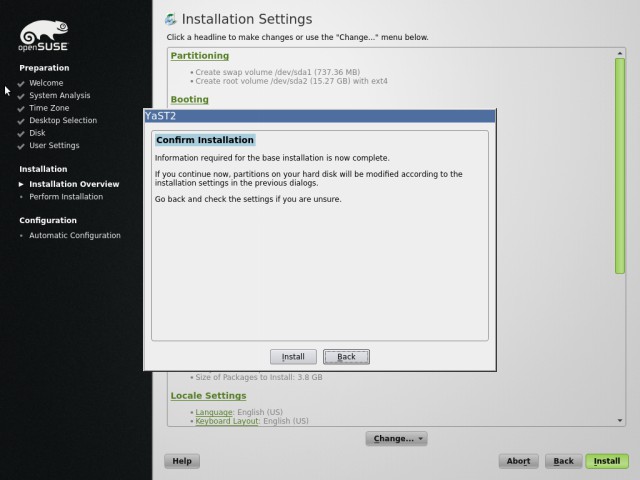 openSUSE
Preparation
Welcome
System Analysis
Time Zone
Desktop Selection
Disk
User Settings
Installation
Installation Overview
Perform Installation
Configuration
Automatic Configuration
Installation Settings
Click a headline to make changes or use the "Change..." menu below.
Partitioning
• Create swap volume /dev/sda1 (737.36 MB)
• Create root volume /dev/sda2 (15.27 GB) with ext4
Booting
YaST2
Confirm Installation
Information required for the base installation is now complete.
If you continue now, partitions on your hard disk will be modified according to the
installation settings in the previous dialogs.
Go back and check the settings if you are unsure.
Install Back
• Size of Packages to Install: 3.8 GB
Locale Settings
• Language: English (US)
• Keyboard Layout: English (US)
Change...
Help Abort Back Install